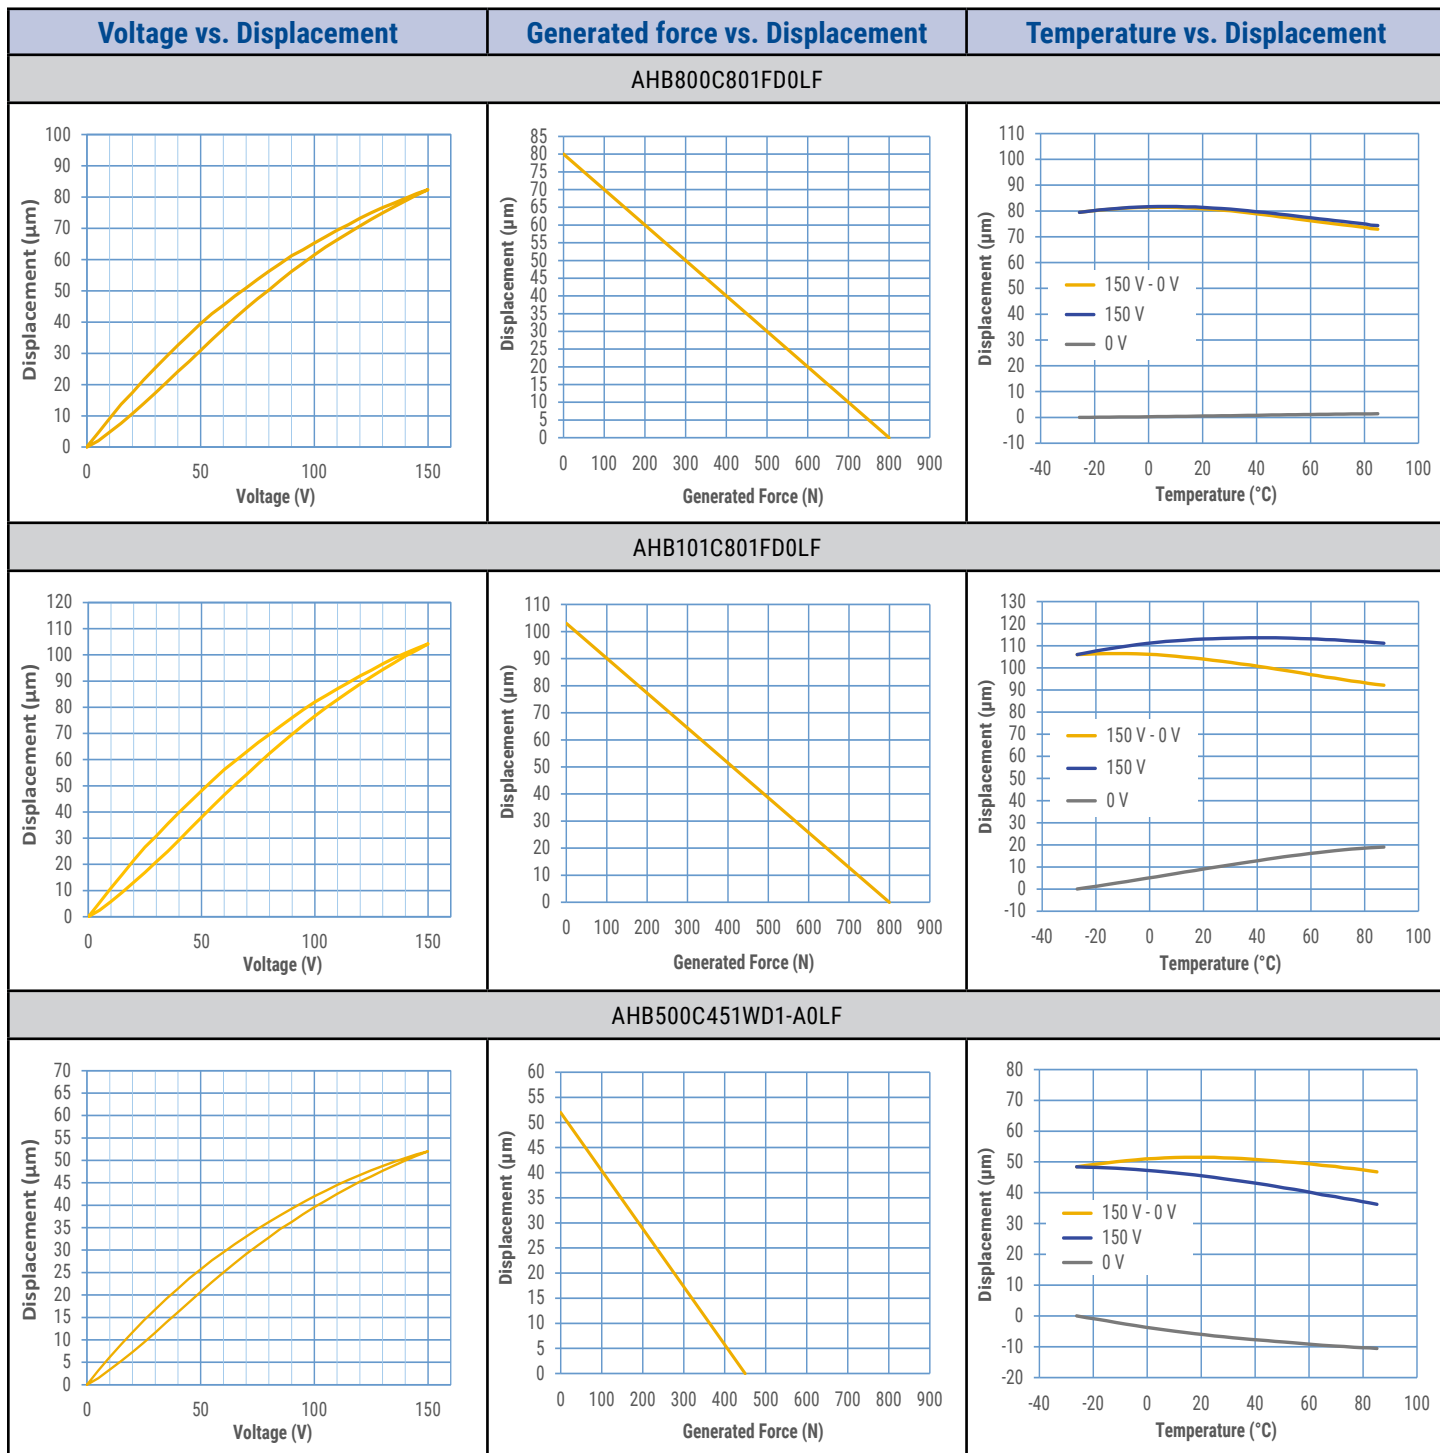 Voltage vs. Displacement
Generated force vs. Displacement
Temperature vs. Displacement
AHB800C801FD0LF
Displacement (µm)
100
90
80
70
60
50
40
30
20
10
0
0 50 100 150
Voltage (V)
Displacement (µm)
85
80
75
70
65
60
55
50
45
40
35
30
25
20
15
10
5
0
0 100 200 300 400 500 600 700 800 900
Generated Force (N)
Displacement (µm)
110
100
90
80
70
60
50
40
30
20
10
0
-10
150 V - 0 V
150 V
0 V
-40 -20 0 20 40 60 80 100
Temperature (°C)
AHB101C801FD0LF
Displacement (µm)
120
110
100
90
80
70
60
50
40
30
20
10
0
0 50 100 150
Voltage (V)
Displacement (µm)
110
100
90
80
70
60
50
40
30
20
10
0
0 100 200 300 400 500 600 700 800 900
Generated Force (N)
Displacement (µm)
130
120
110
100
90
80
70
60
50
40
30
20
10
0
-10
150 V - 0 V
150 V
0 V
-40 -20 0 20 40 60 80 100
Temperature (°C)
AHB500C451WD1-A0LF
Displacement (µm)
70
65
60
55
50
45
40
35
30
25
20
15
10
5
0
0 50 100 150
Voltage (V)
Displacement (µm)
60
55
50
45
40
35
30
25
20
15
10
5
0
0 100 200 300 400 500 600 700 800 900
Generated Force (N)
Displacement (µm)
80
70
60
50
40
30
20
10
0
-10
-20
150 V - 0 V
150 V
0 V
-40 -20 0 20 40 60 80 100
Temperature (°C)